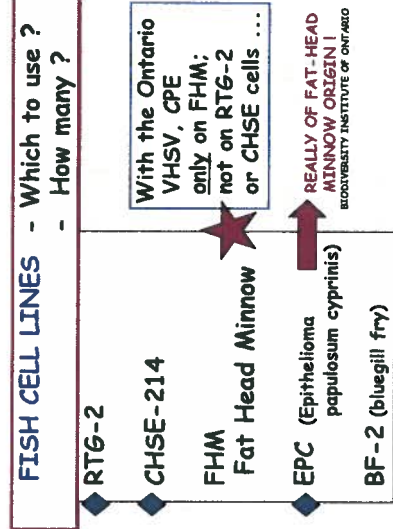 FISH CELL LINES - Which to use ?
- How many ?
RTG-2
CHSE-214
FHM
Fat Head Minnow
With the Ontario
VHSV, CPE
only on FHM;
not on RTG-2
or CHSE cells ...
EPC (Epithelioma
papulosum cyprinis)
REALLY OF FAT-HEAD
MINNOW ORIGIN !
BIODIVERSITY INSTITUTE OF ONTARIO
BF-2 (bluegill fry)